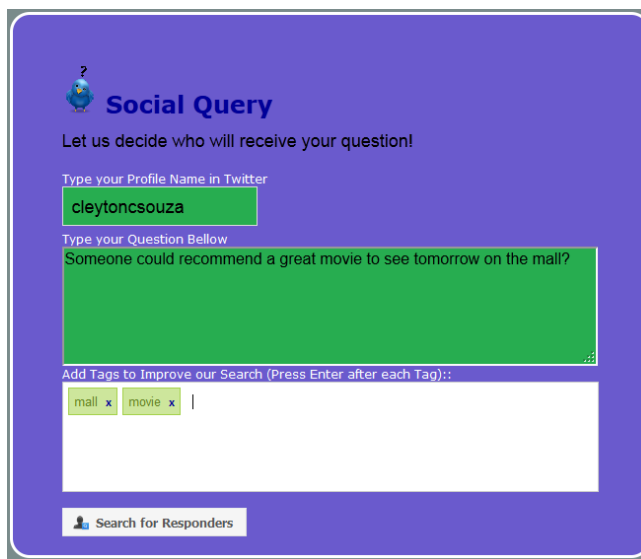 ?
Social Query
Let us decide who will receive your question!
Type your Profile Name in Twitter
cleytoncsouza
Type your Question Bellow
Someone could recommend a great movie to see tomorrow on the mall?
Add Tags to Improve our Search (Press Enter after each Tag)::
mall x movie x
Search for Responders